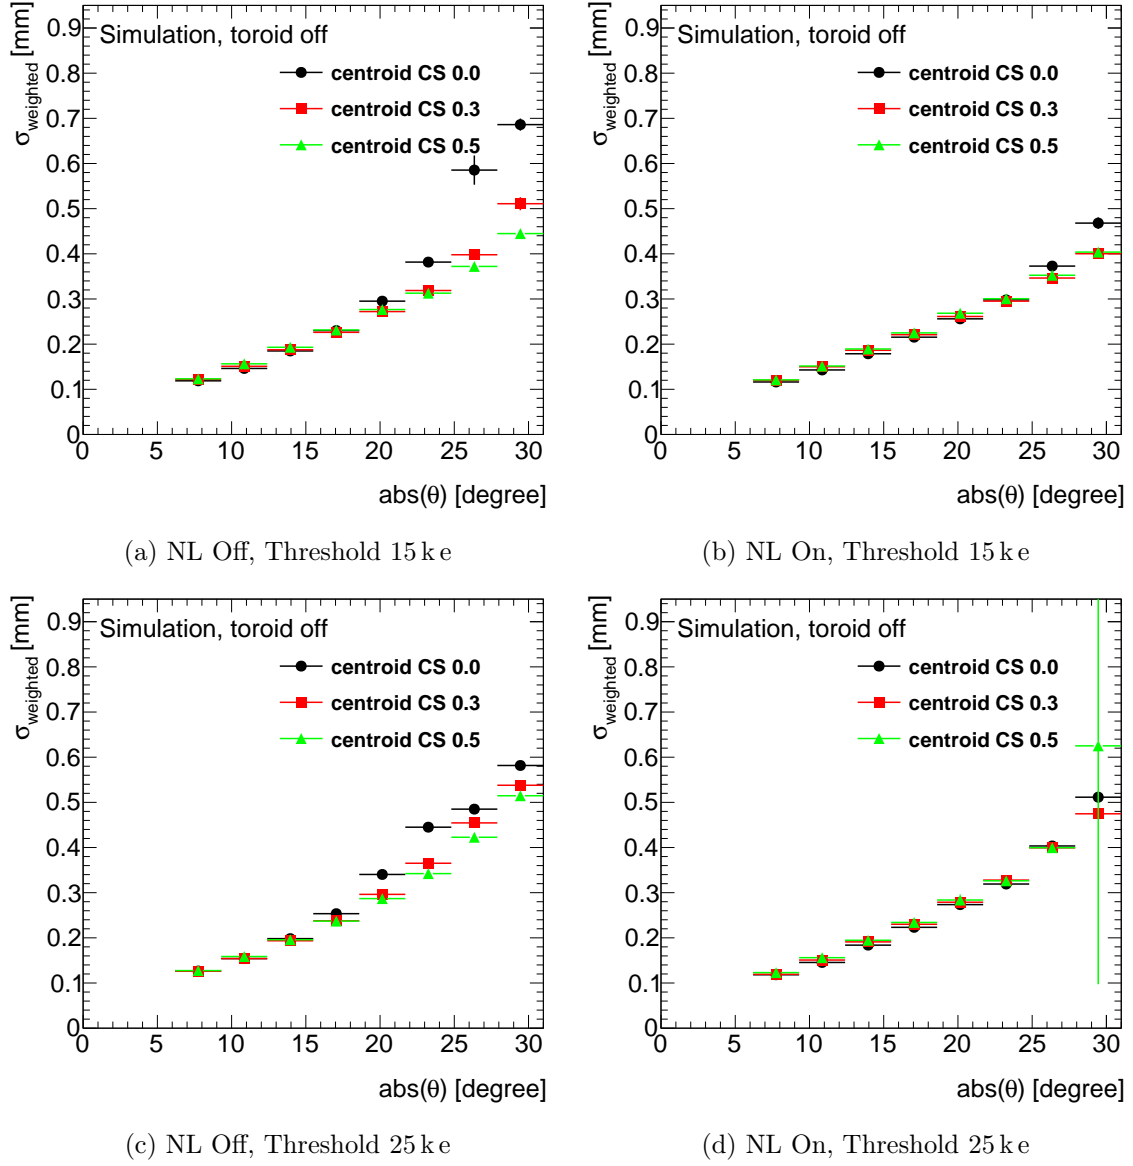 σweighted [mm]
Simulation, toroid off
centroid CS 0.0
centroid CS 0.3
centroid CS 0.5
0.9
0.8
0.7
0.6
0.5
0.4
0.3
0.2
0.1
0
0 5 10 15 20 25 30
abs(θ) [degree]
(a) NL Off, Threshold 15 k e
σweighted [mm]
Simulation, toroid off
centroid CS 0.0
centroid CS 0.3
centroid CS 0.5
0.9
0.8
0.7
0.6
0.5
0.4
0.3
0.2
0.1
0
0 5 10 15 20 25 30
abs(θ) [degree]
(b) NL On, Threshold 15 k e
σweighted [mm]
Simulation, toroid off
centroid CS 0.0
centroid CS 0.3
centroid CS 0.5
0.9
0.8
0.7
0.6
0.5
0.4
0.3
0.2
0.1
0
0 5 10 15 20 25 30
abs(θ) [degree]
(c) NL Off, Threshold 25 k e
σweighted [mm]
Simulation, toroid off
centroid CS 0.0
centroid CS 0.3
centroid CS 0.5
0.9
0.8
0.7
0.6
0.5
0.4
0.3
0.2
0.1
0
0 5 10 15 20 25 30
abs(θ) [degree]
(d) NL On, Threshold 25 k e